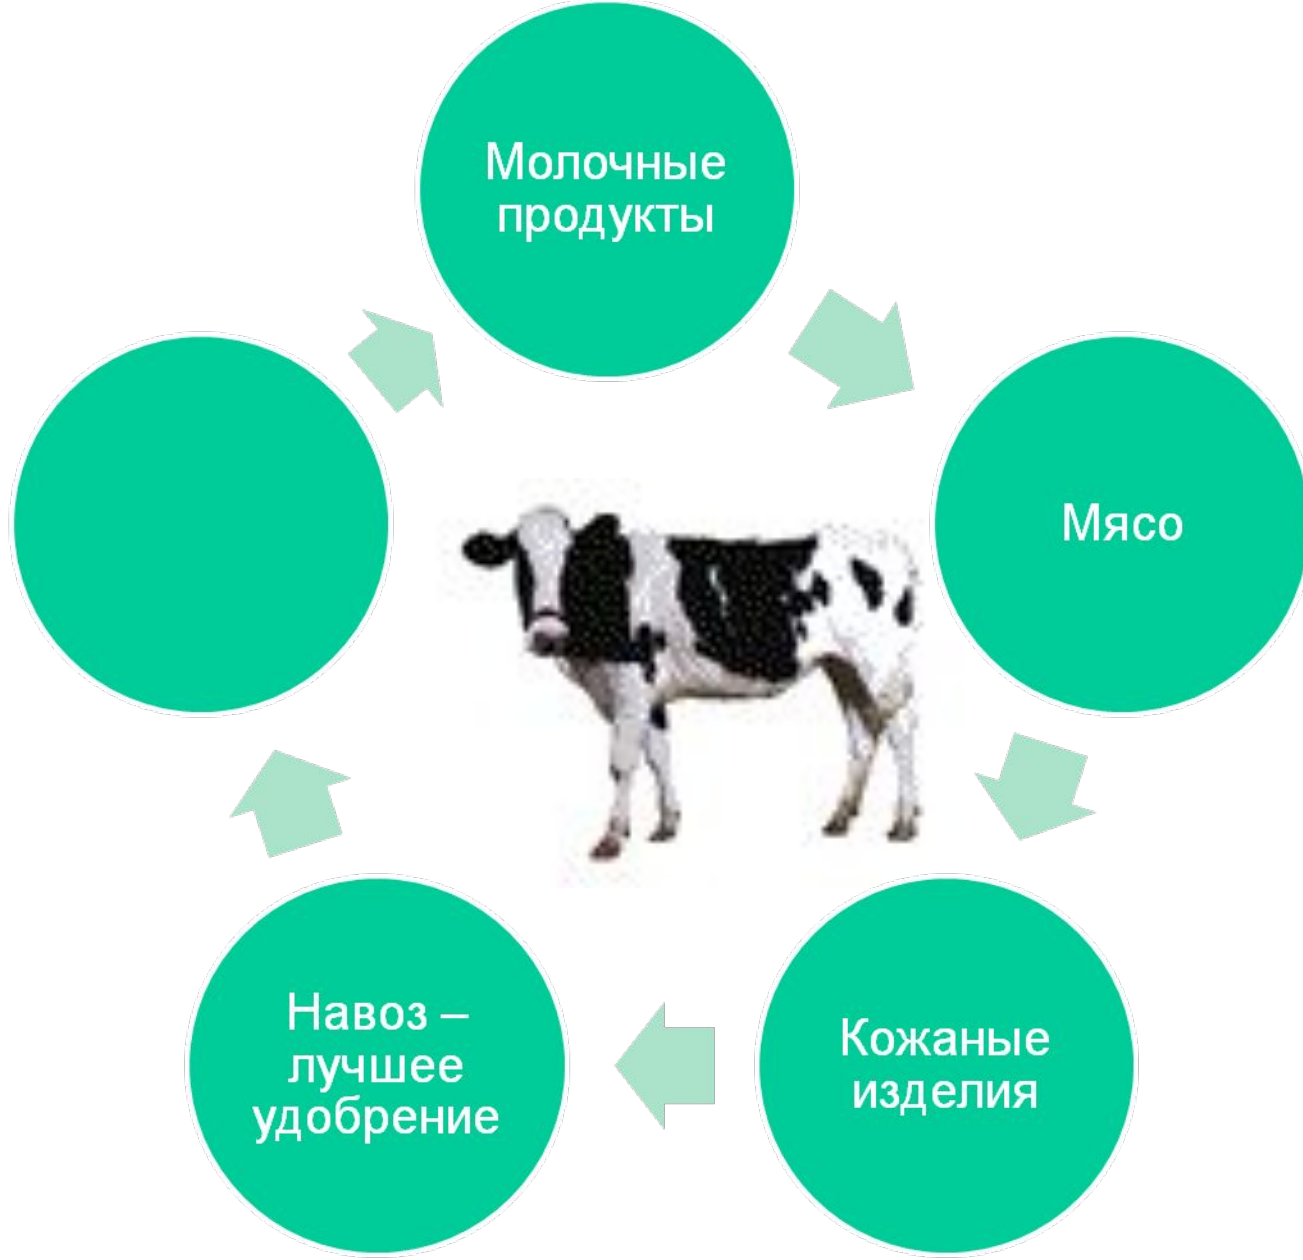 Молочные
продукты
Мясо
Кожаные
изделия
Навоз –
лучшее
удобрение